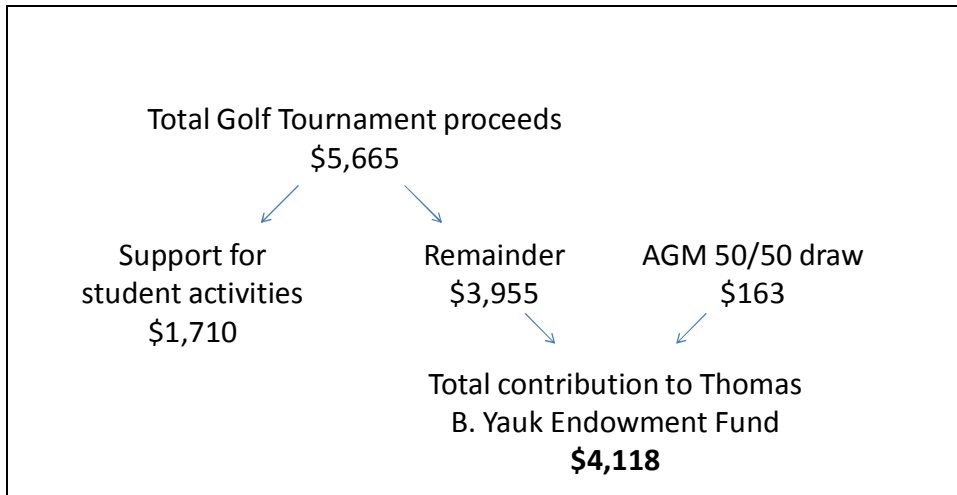 Total Golf Tournament proceeds
$5,665
Support for
student activities
$1,710
Remainder
$3,955
AGM 50/50 draw
$163
Total contribution to Thomas
B. Yauk Endowment Fund
$4,118